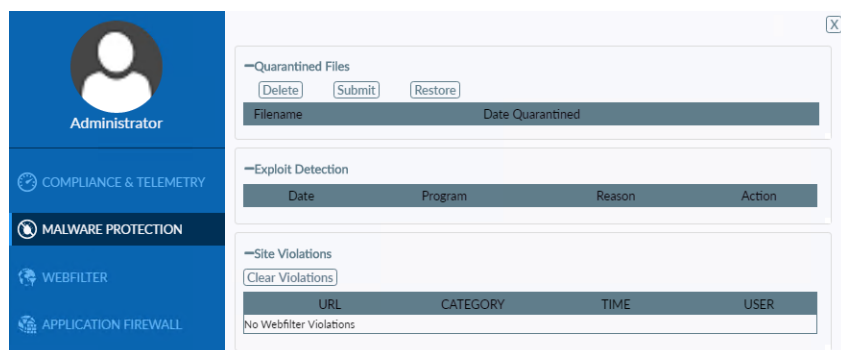 X
Administrator
COMPLIANCE & TELEMETRY
MALWARE PROTECTION
WEBFILTER
APPLICATION FIREWALL
Quarantined Files
Delete Submit Restore
Filename Date Quarantined
Exploit Detection
Date Program Reason Action
Site Violations
Clear Violations
URL CATEGORY TIME USER
No Webfilter Violations